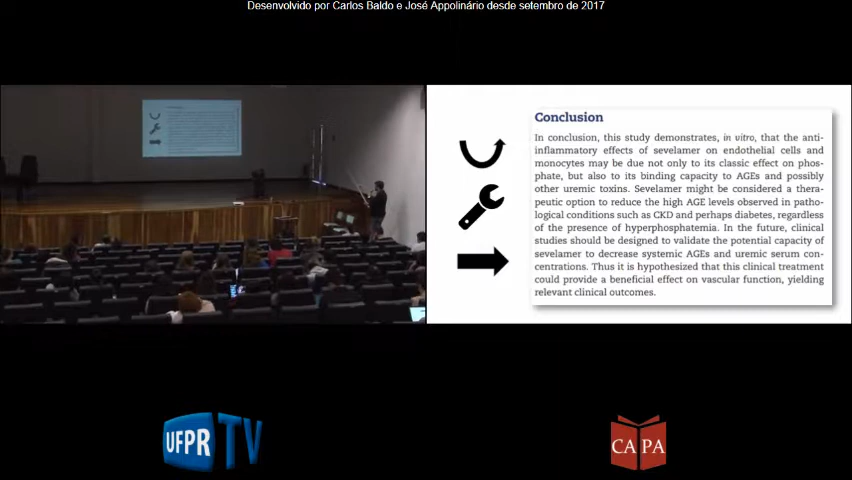 Desenvolvido por Carlos Baldo e José Appolinário desde setembro de 2017
Conclusion
In conclusion, this study demonstrates, in vitro, that the anti-
inflammatory effects of sevelamer on endothelial cells and
monocytes may be due not only to its classic effect on phos-
phate, but also to its binding capacity to AGEs and possibly
other uremic toxins. Sevelamer might be considered a thera-
peutic option to reduce the high AGE levels observed in patho-
logical conditions such as CKD and perhaps diabetes, regardless
of the presence of hyperphosphatemia. In the future, clinical
studies should be designed to validate the potential capacity of
sevelamer to decrease systemic AGEs and uremic serum con-
centrations. Thus it is hypothesized that this clinical treatment
could provide a beneficial effect on vascular function, yielding
relevant clinical outcomes.
UFPR TV
CAPA